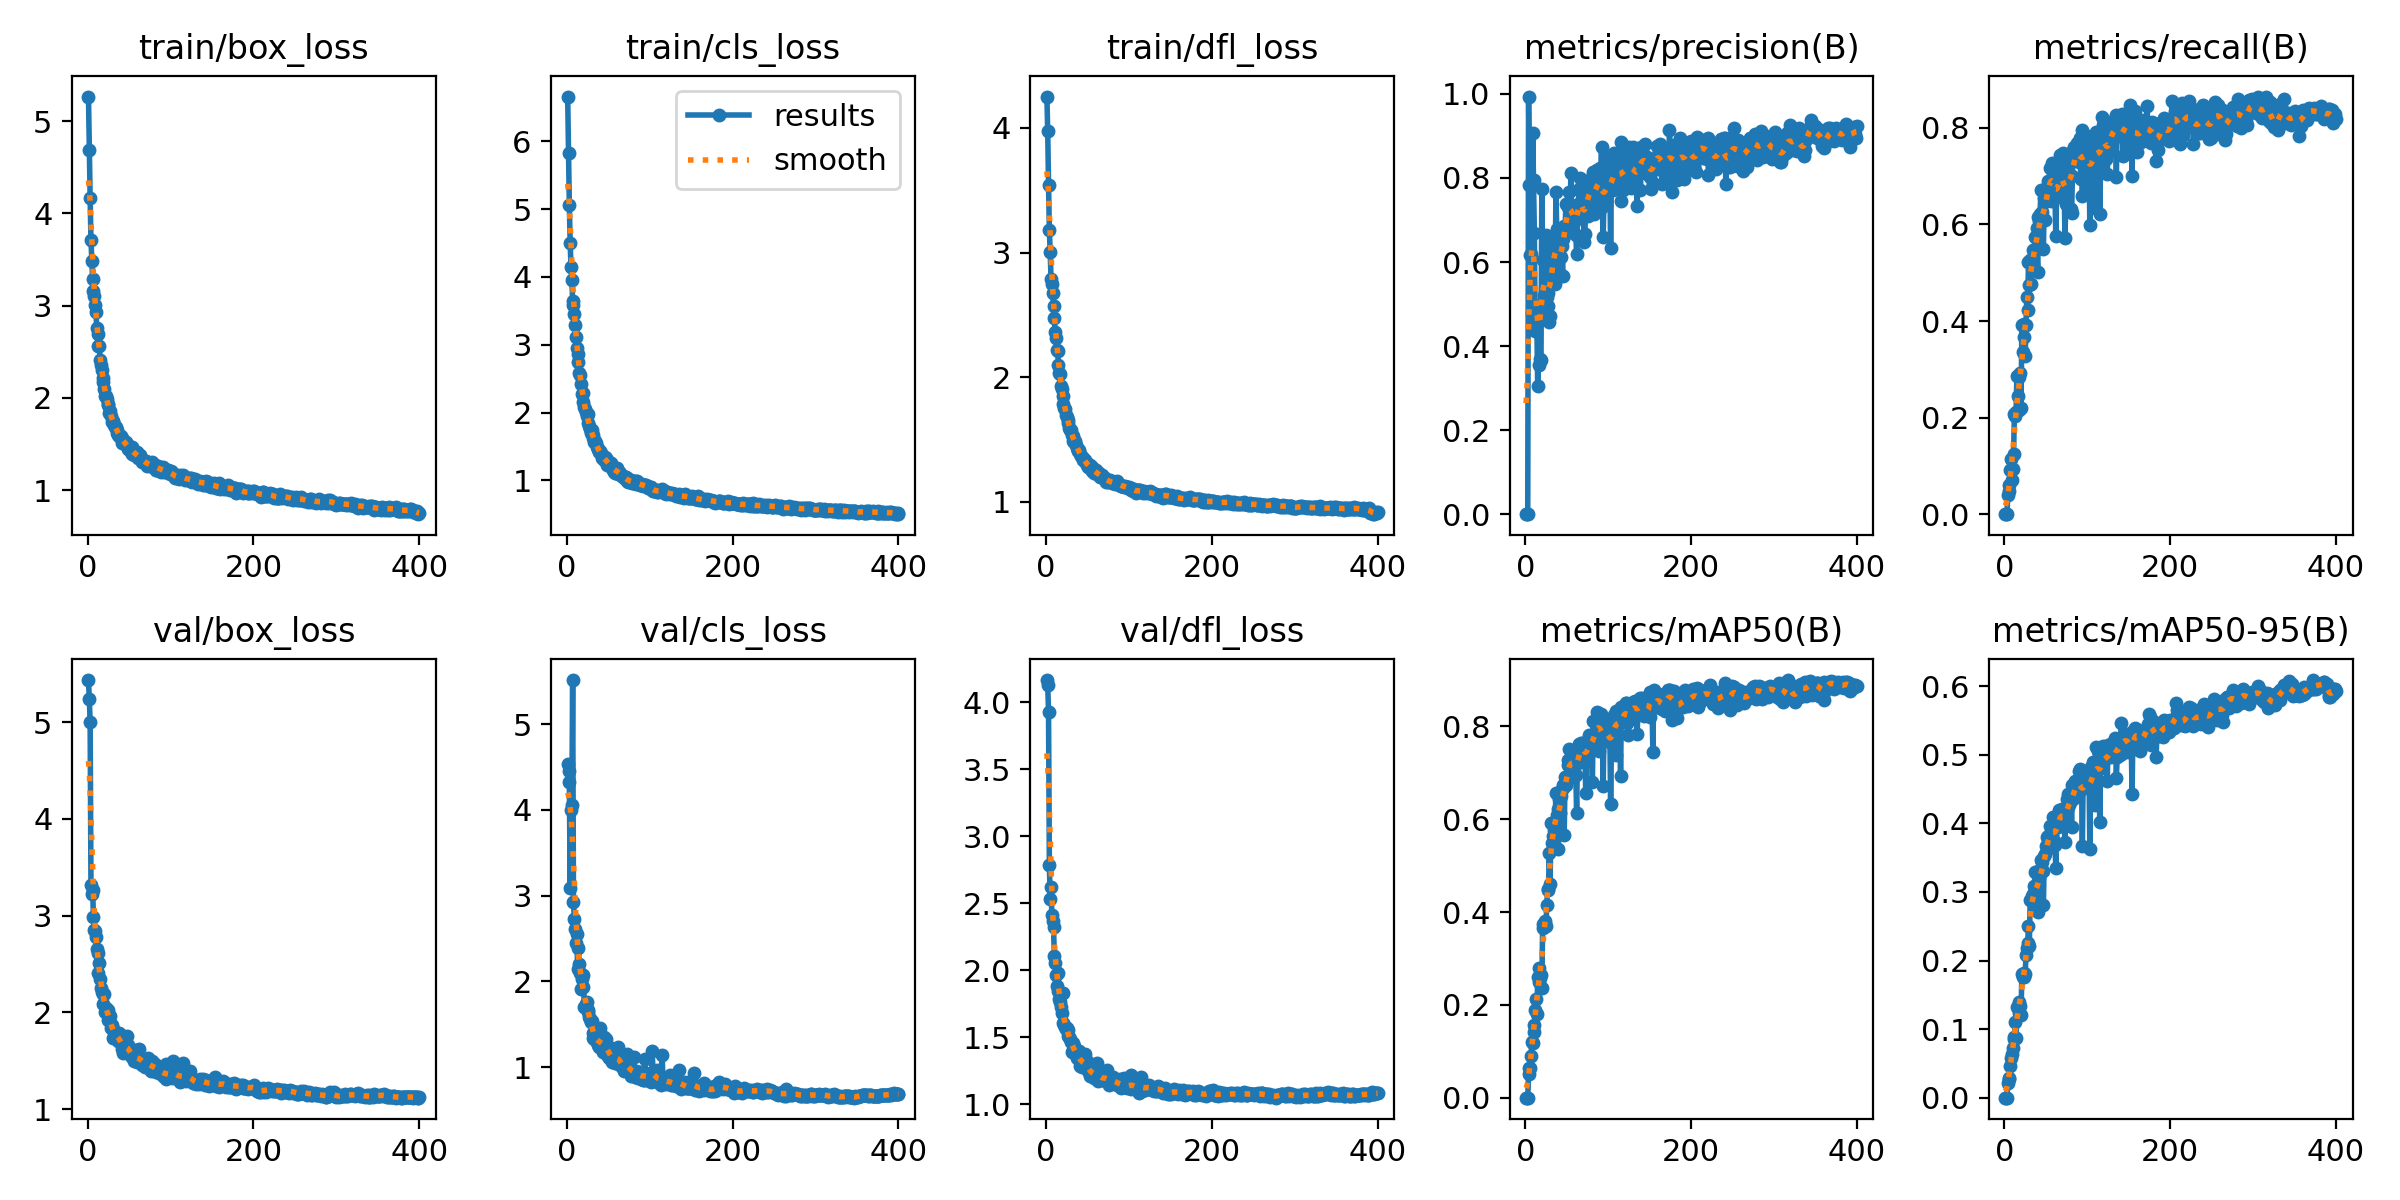 train/box_loss
5
4
3
2
1
0 200 400
train/cls_loss
results
smooth
6
5
4
3
2
1
0 200 400
train/dfl_loss
4
3
2
1
0 200 400
metrics/precision(B)
1.0
0.8
0.6
0.4
0.2
0.0
0 200 400
metrics/recall(B)
0.8
0.6
0.4
0.2
0.0
0 200 400
val/box_loss
5
4
3
2
1
0 200 400
val/cls_loss
5
4
3
2
1
0 200 400
val/dfl_loss
4.0
3.5
3.0
2.5
2.0
1.5
1.0
0 200 400
metrics/mAP50(B)
0.8
0.6
0.4
0.2
0.0
0 200 400
metrics/mAP50-95(B)
0.6
0.5
0.4
0.3
0.2
0.1
0.0
0 200 400